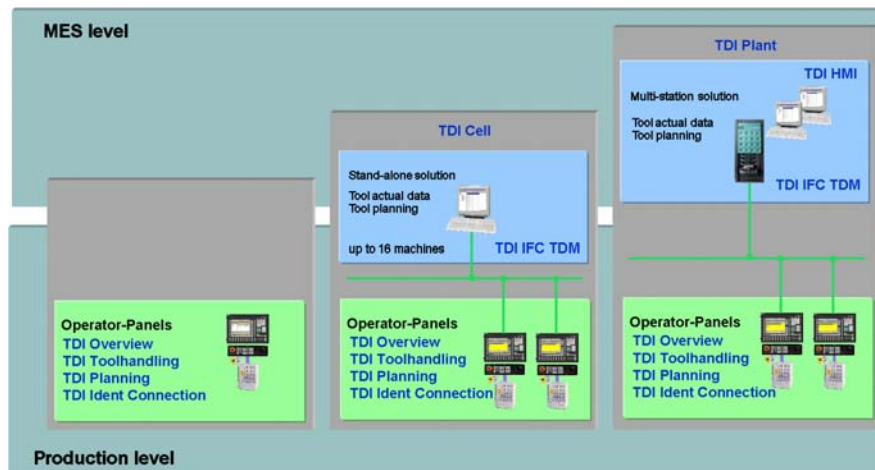 MES level
TDI Plant
TDI HMI
Multi-station solution
Tool actual data
Tool planning
TDI IFC TDM
TDI Cell
Stand-alone solution
Tool actual data
Tool planning
up to 16 machines
TDI IFC TDM
Operator-Panels
TDI Overview
TDI Toolhandling
TDI Planning
TDI Ident Connection
Operator-Panels
TDI Overview
TDI Toolhandling
TDI Planning
TDI Ident Connection
Operator-Panels
TDI Overview
TDI Toolhandling
TDI Planning
TDI Ident Connection
Production level